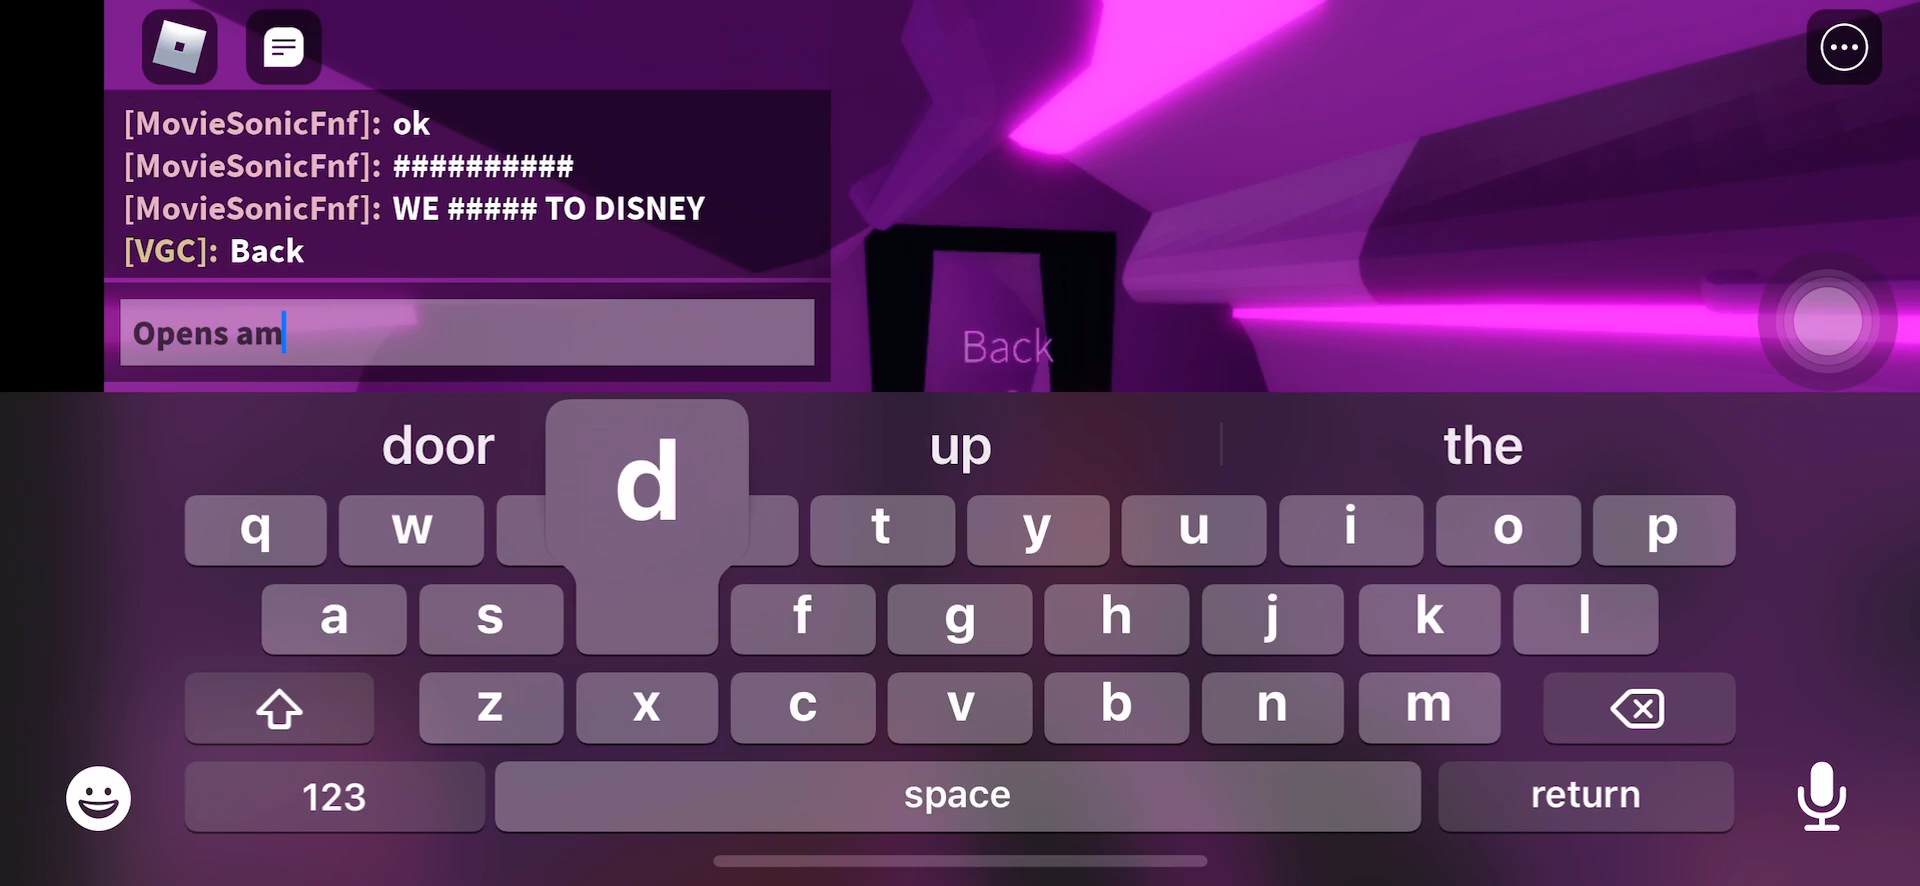 [MovieSonicFnf]: ok
[MovieSonicFnf]: ##########
[MovieSonicFnf]: WE ##### TO DISNEY
[VGC]: Back
Opens am
Back
door up the
d
q w t y u i o p
a s f g h j k l
z x c v b n m
123 space return